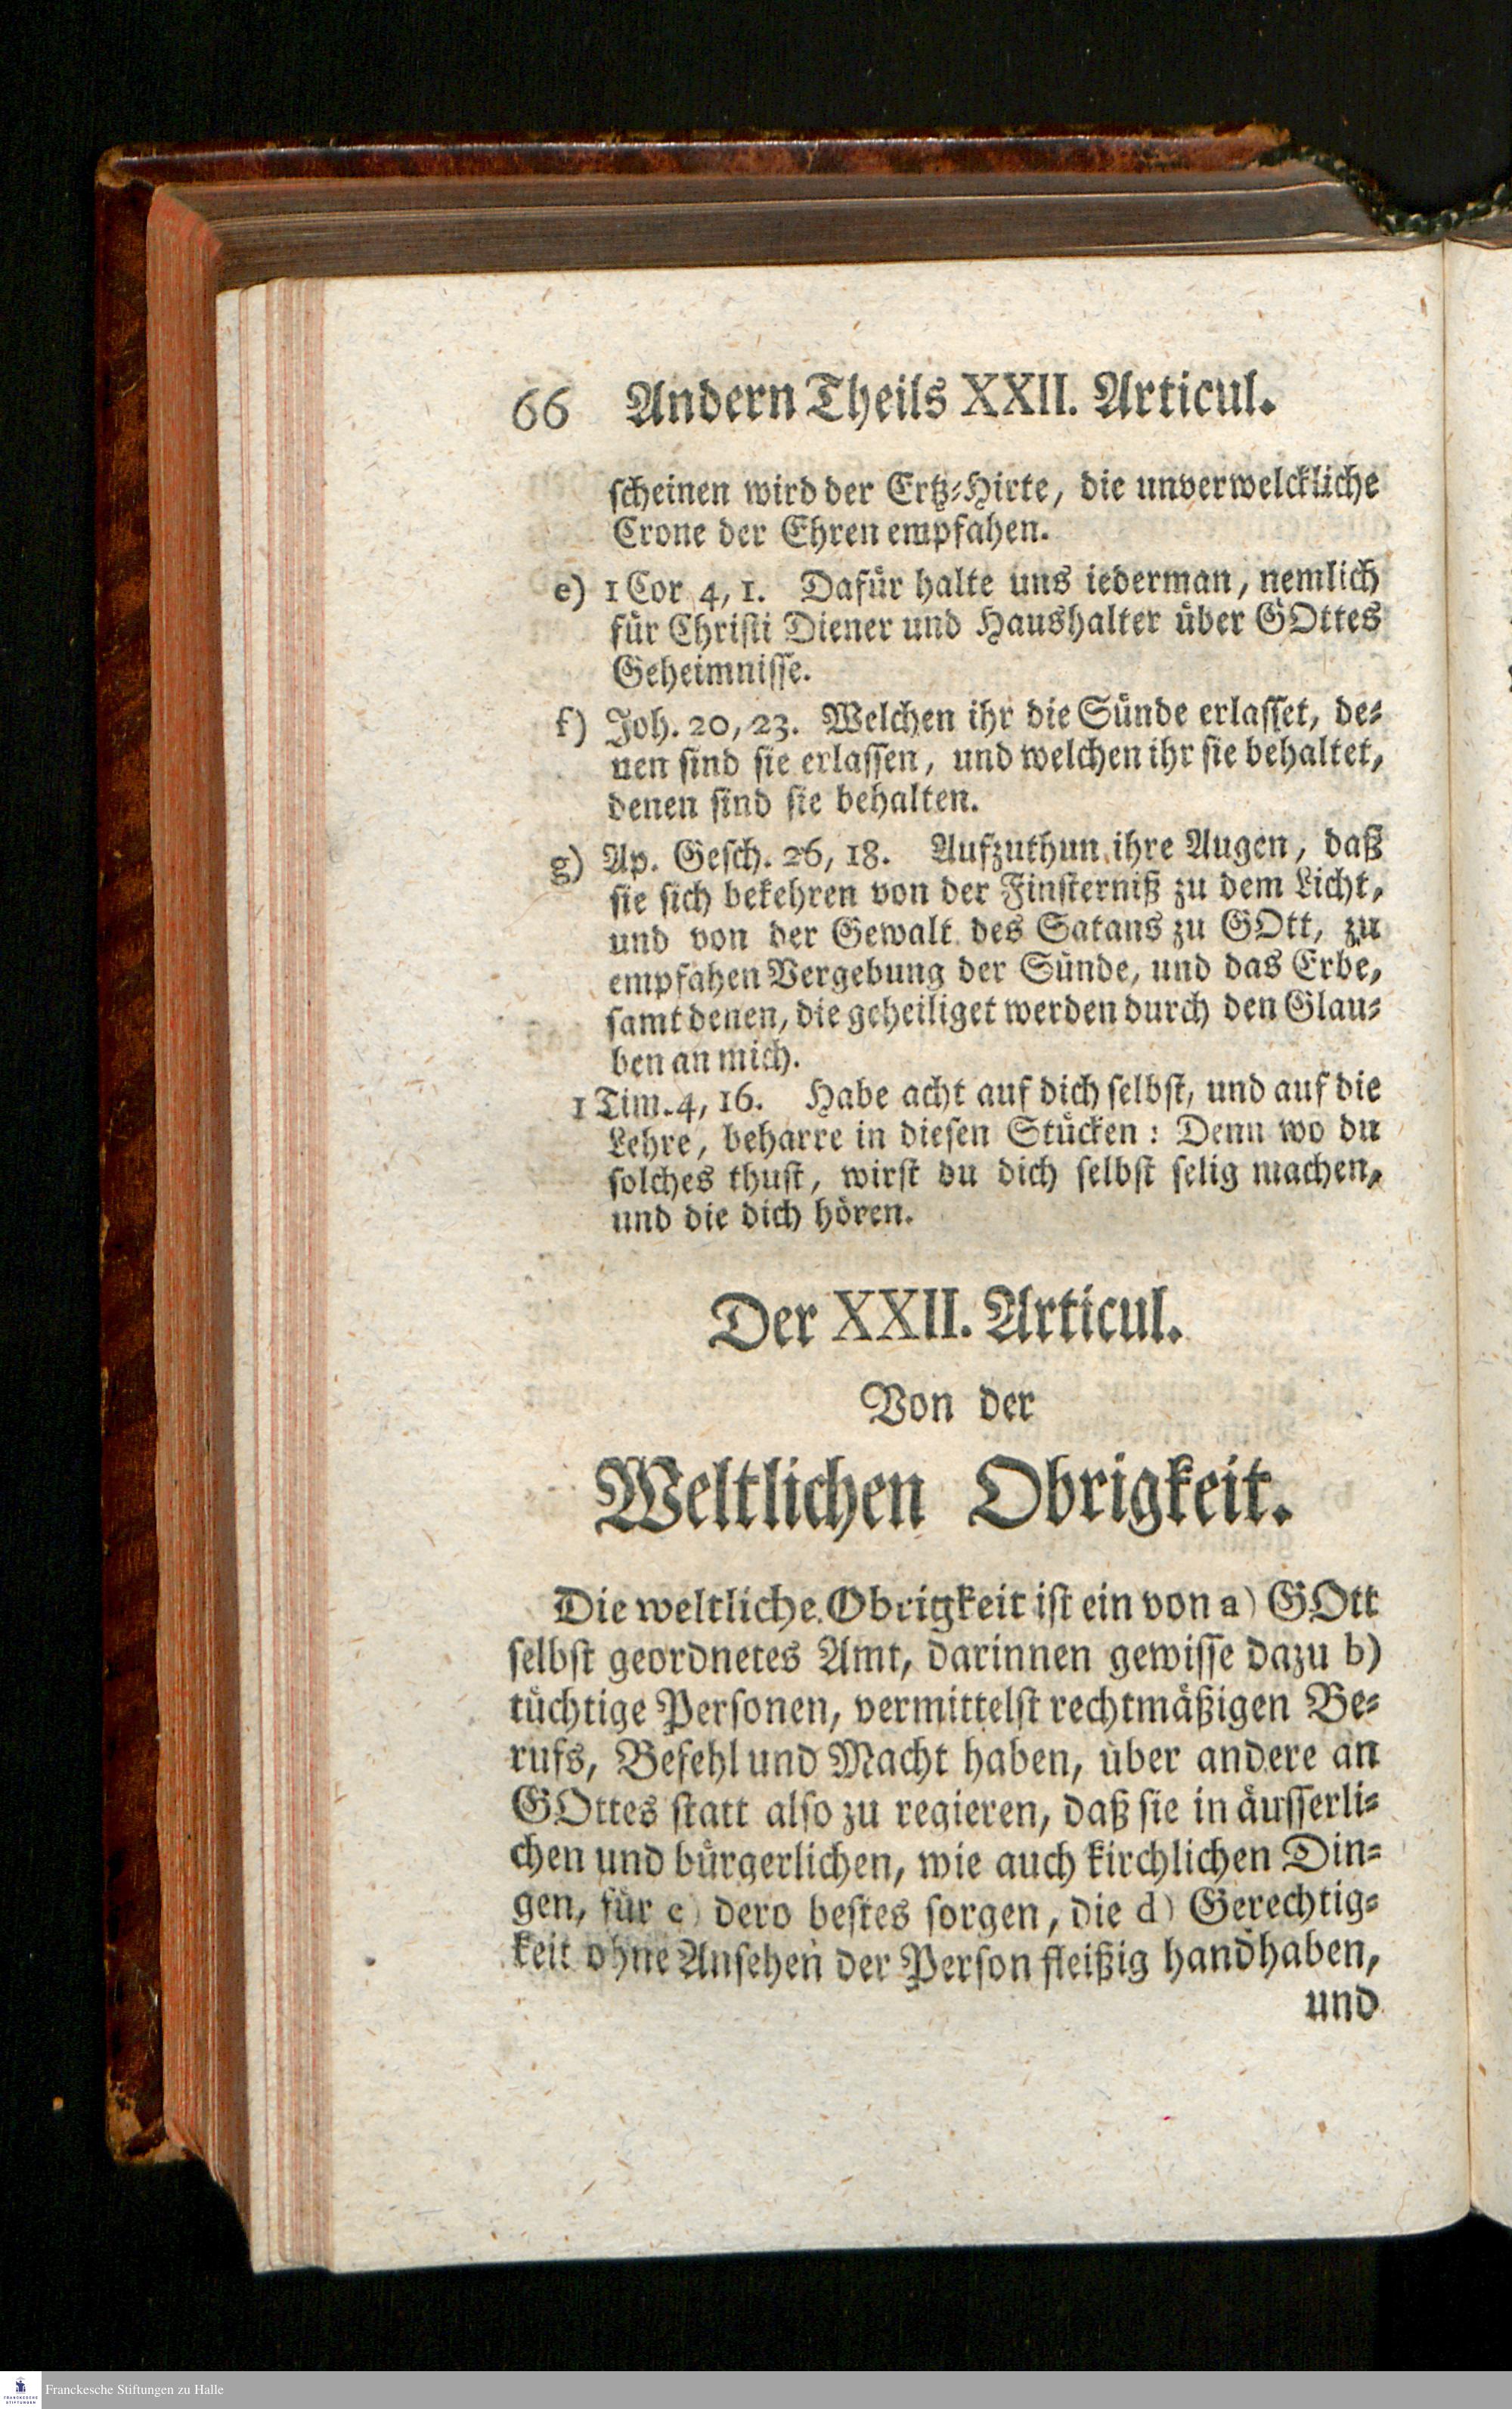 66 Andern Theils XXII. Articul.
scheinen wird der Ertz-Hirte, die unverwelckliche
Crone der Ehren empfahen.
e) 1 Cor 4, 1. Dafür halte uns iederman, nemlich
für Christi Diener und Haushalter über GOttes
Geheimnisse.
f) Joh. 20, 23. Welchen ihr die Sünde erlasset, de-
nen sind sie erlassen, und welchen ihr sie behaltet,
denen sind sie behalten.
g) Ap. Gesch. 26, 18. Aufzuthun ihre Augen, daß
sie sich bekehren von der Finsterniß zu dem Licht,
und von der Gewalt des Satans zu GOtt, zu
empfahen Vergebung der Sünde, und das Erbe,
samt denen, die geheiliget werden durch den Glau-
ben an mich.
1 Tim. 4, 16. Habe acht auf dich selbst, und auf die
Lehre, beharre in diesen Stücken: Denn wo du
solches thust, wirst du dich selbst selig machen,
und die dich hören.
Der XXII. Articul.
Von der
Weltlichen Obrigkeit.
Die weltliche Obrigkeit ist ein von a) GOtt
selbst geordnetes Amt, darinnen gewisse dazu b)
tüchtige Personen, vermittelst rechtmäßigen Be-
rufs, Befehl und Macht haben, über andere an
GOttes statt also zu regieren, daß sie in äusserli-
chen und bürgerlichen, wie auch kirchlichen Din-
gen, für c) dero bestes sorgen, die d) Gerechtig-
keit ohne Ansehen der Person fleißig handhaben,
und
Franckesche Stiftungen zu Halle